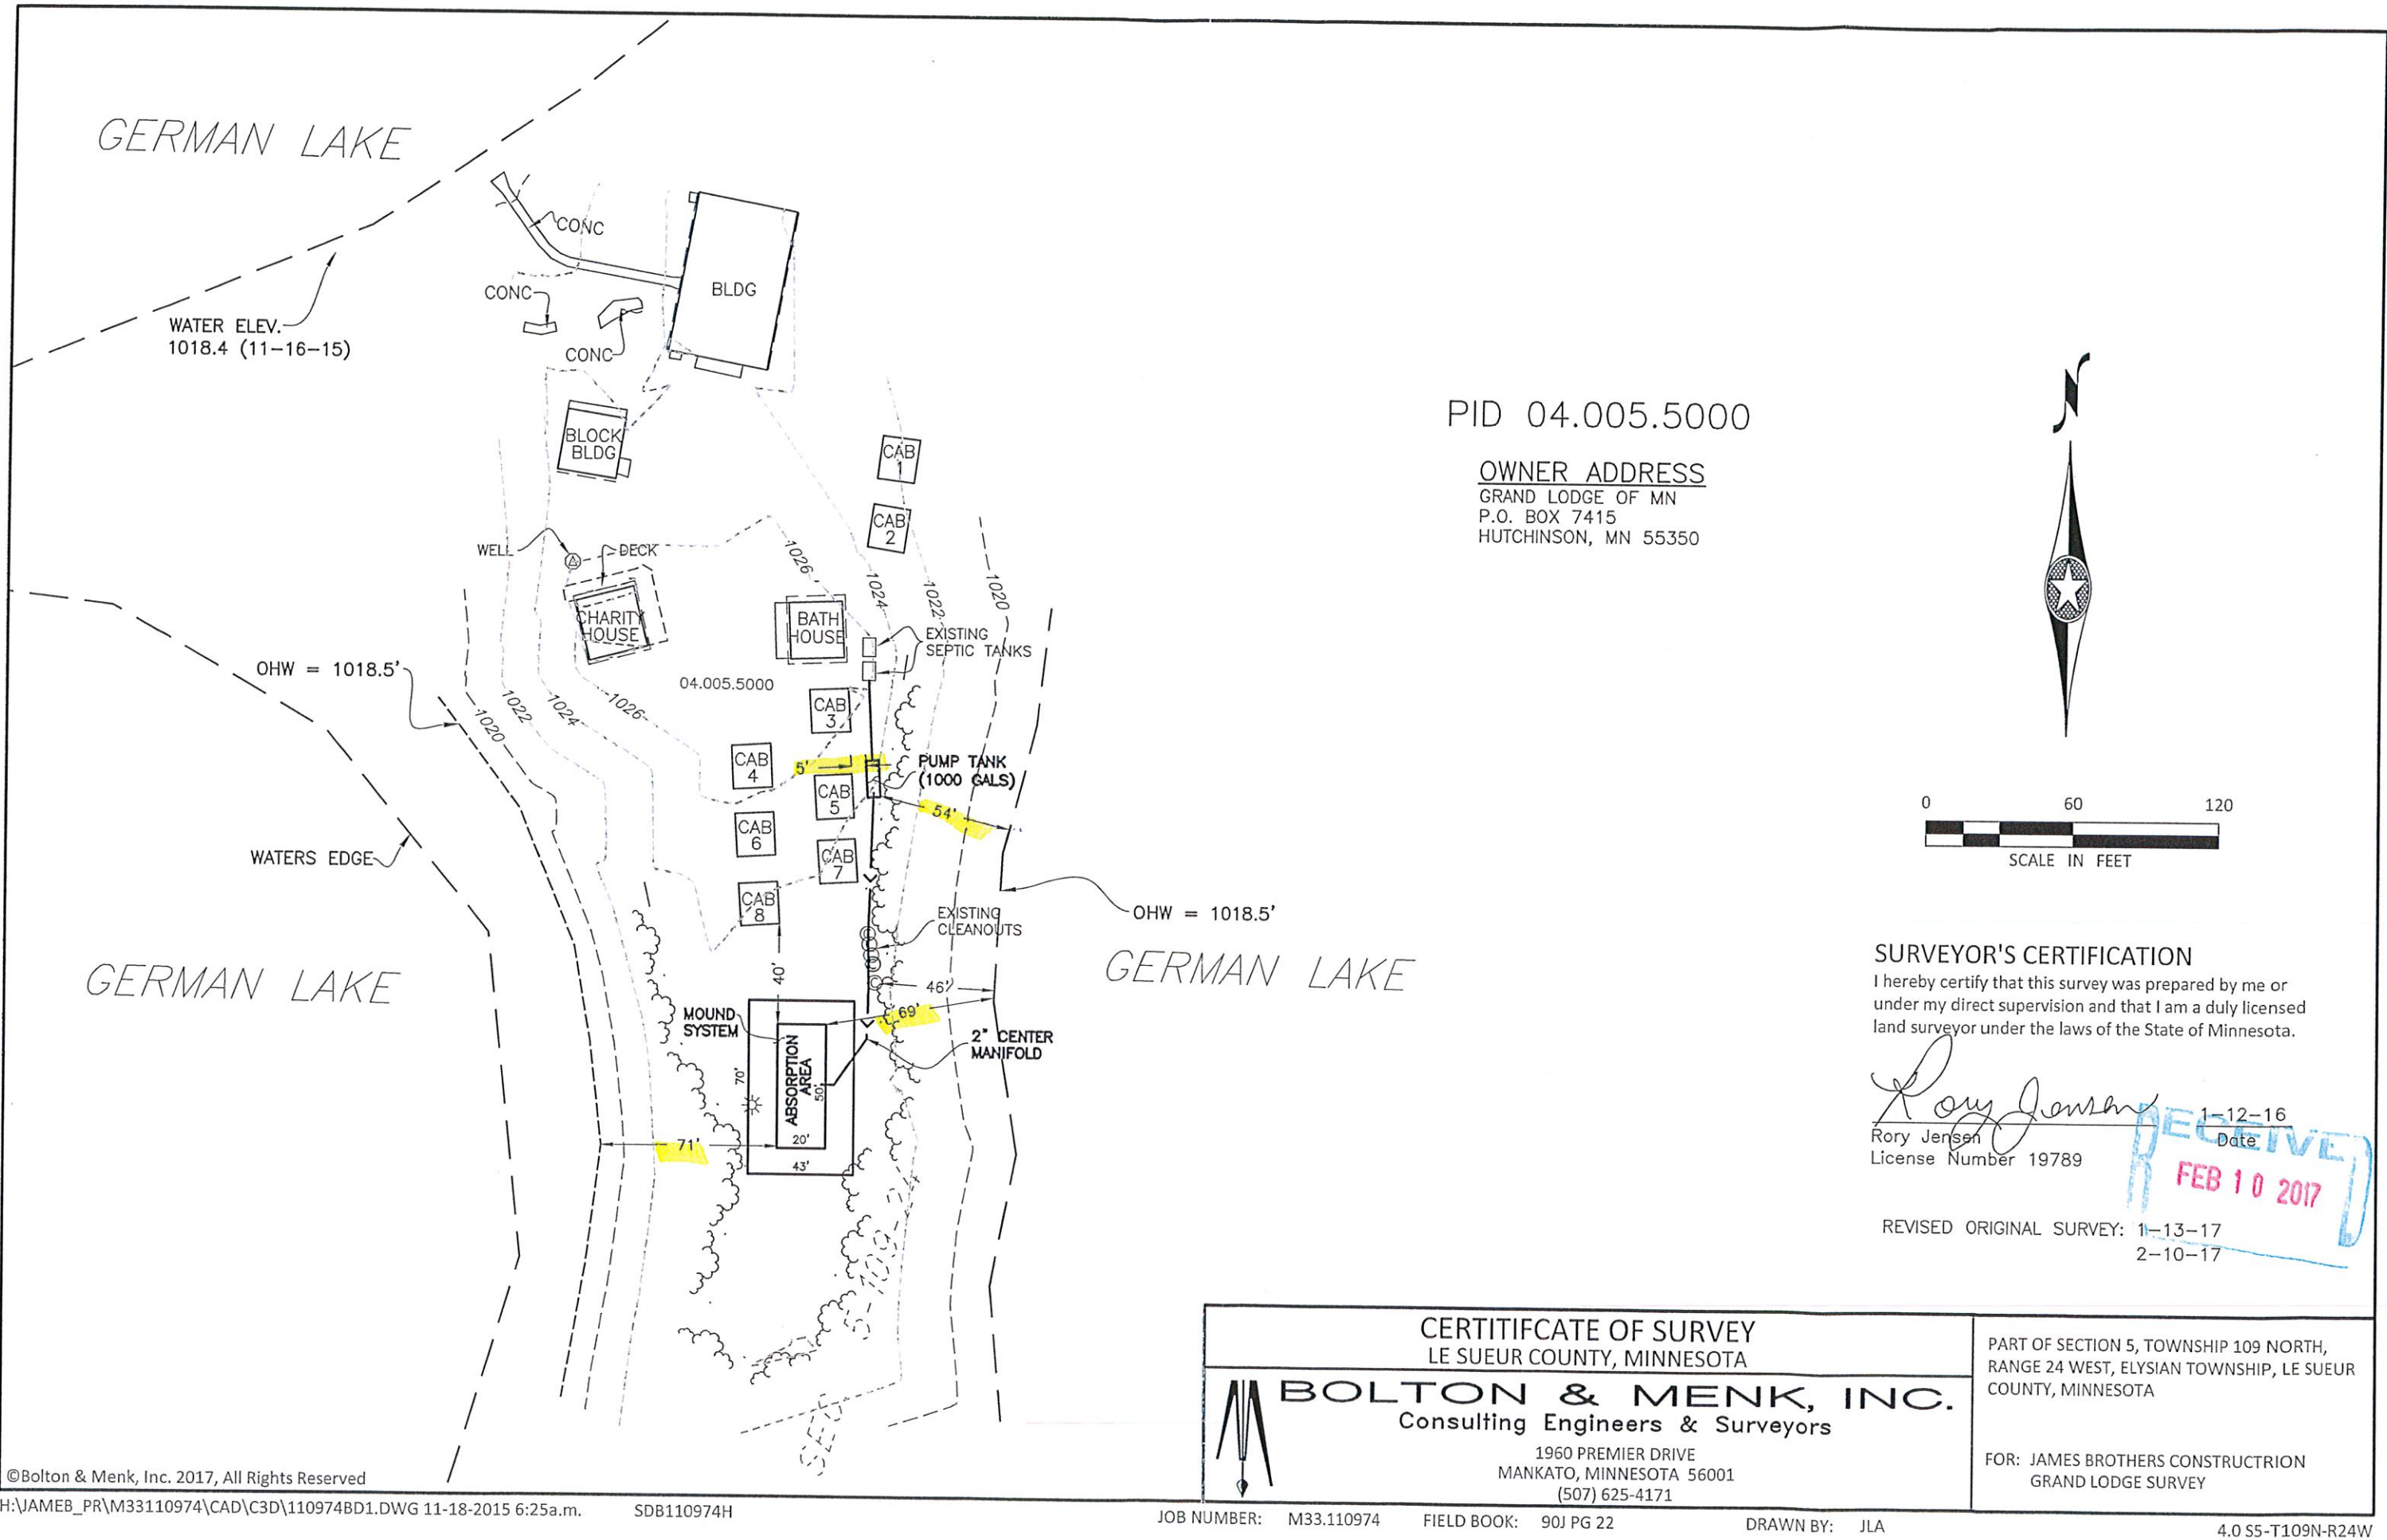 GERMAN LAKE
CONC
CONC
CONC
BLDG
WATER ELEV.
1018.4 (11-16-15)
BLOCK
BLDG
CAB
1
CAB
2
WELL
DECK
1026
1024
1022
1020
CHARITY
HOUSE
BATH
HOUSE
EXISTING
SEPTIC TANKS
OHW = 1018.5'
04.005.5000
1020
1022
1024
1026
CAB
3
CAB
4
5'
PUMP TANK
(1000 GALS)
CAB
5
54'
CAB
6
WATERS EDGE
CAB
7
CAB
8
EXISTING
CLEANOUTS
OHW = 1018.5'
GERMAN LAKE
GERMAN LAKE
40'
46'
69'
MOUND
SYSTEM
2" CENTER
MANIFOLD
ABSORPTION
AREA
70'
50'
71'
20'
43'
PID 04.005.5000
OWNER ADDRESS
GRAND LODGE OF MN
P.O. BOX 7415
HUTCHINSON, MN 55350
N
0 60 120
SCALE IN FEET
SURVEYOR'S CERTIFICATION
I hereby certify that this survey was prepared by me or
under my direct supervision and that I am a duly licensed
land surveyor under the laws of the State of Minnesota.
Rory Jensen
1-12-16
Rory Jensen
Date
License Number 19789
ECEIVE
FEB 10 2017
REVISED ORIGINAL SURVEY: 1-13-17
2-10-17
CERTITIFCATE OF SURVEY
LE SUEUR COUNTY, MINNESOTA
BOLTON & MENK, INC.
Consulting Engineers & Surveyors
1960 PREMIER DRIVE
MANKATO, MINNESOTA 56001
(507) 625-4171
PART OF SECTION 5, TOWNSHIP 109 NORTH,
RANGE 24 WEST, ELYSIAN TOWNSHIP, LE SUEUR
COUNTY, MINNESOTA
FOR: JAMES BROTHERS CONSTRUCTRION
GRAND LODGE SURVEY
©Bolton & Menk, Inc. 2017, All Rights Reserved
H:\JAMEB_PR\M33110974\CAD\C3D\110974BD1.DWG 11-18-2015 6:25a.m. SDB110974H
JOB NUMBER: M33.110974 FIELD BOOK: 90J PG 22 DRAWN BY: JLA
4.0 S5-T109N-R24W